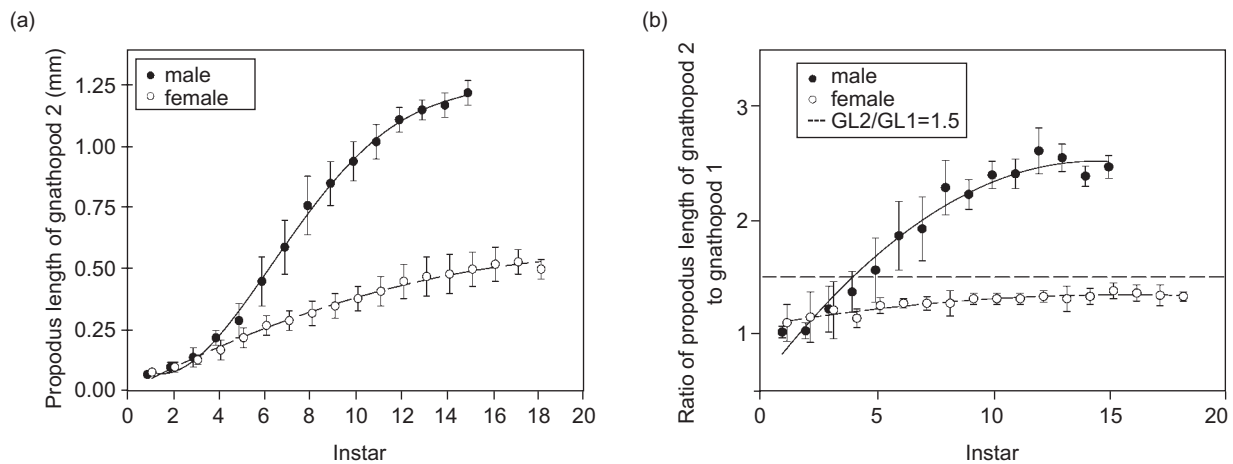 (a)
Propodus length of gnathopod 2 (mm)
1.25
1.00
0.75
0.50
0.25
0.00
male
female
0 2 4 6 8 10 12 14 16 18 20
Instar
(b)
Ratio of propodus length of gnathopod 2
to gnathopod 1
3
2
1
male
female
GL2/GL1=1.5
0 5 10 15 20
Instar